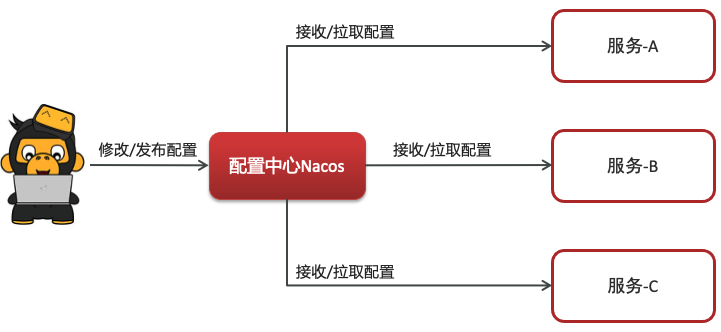 接收/拉取配置
服务-A
修改/发布配置
配置中心Nacos
接收/拉取配置
服务-B
接收/拉取配置
服务-C